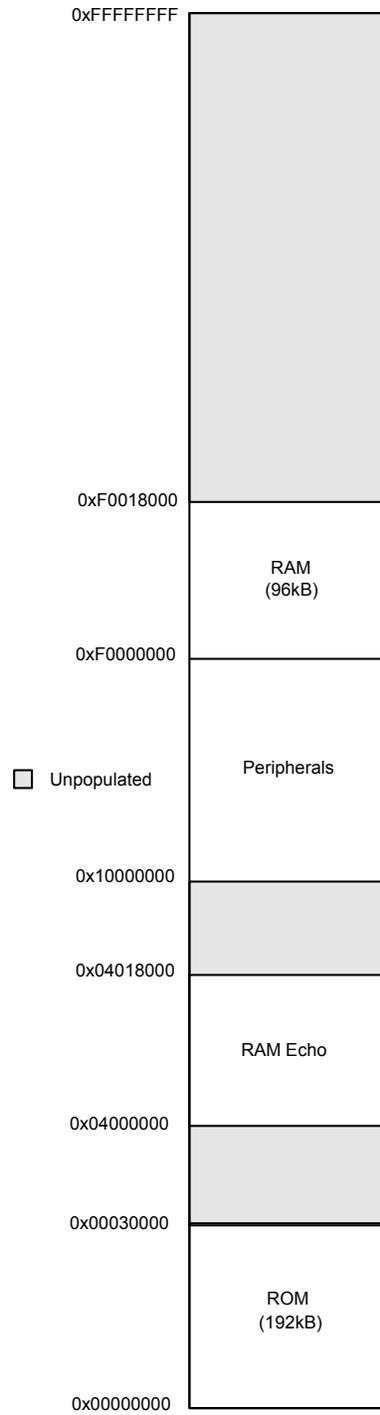 0xFFFFFFFF
0xF0018000
RAM
(96kB)
0xF0000000
Peripherals
Unpopulated
0x10000000
0x04018000
RAM Echo
0x04000000
0x00030000
ROM
(192kB)
0x00000000